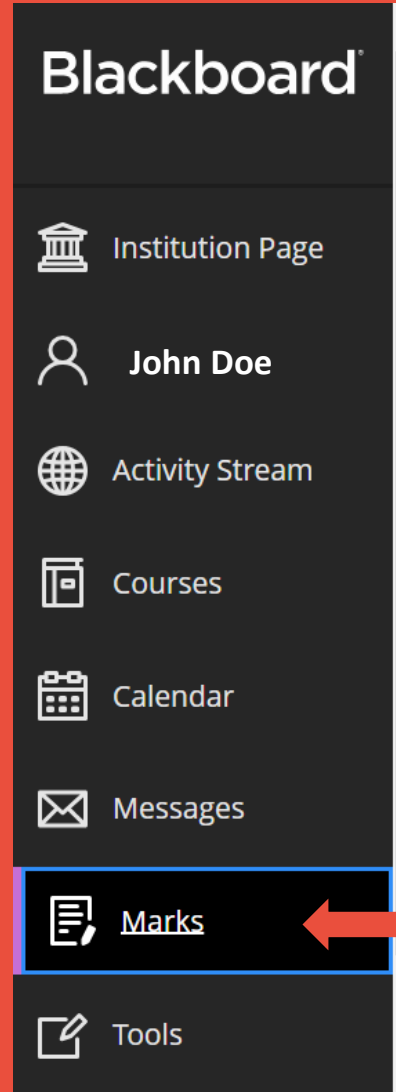 Blackboard
Institution Page
John Doe
Activity Stream
Courses
Calendar
Messages
Marks
Tools